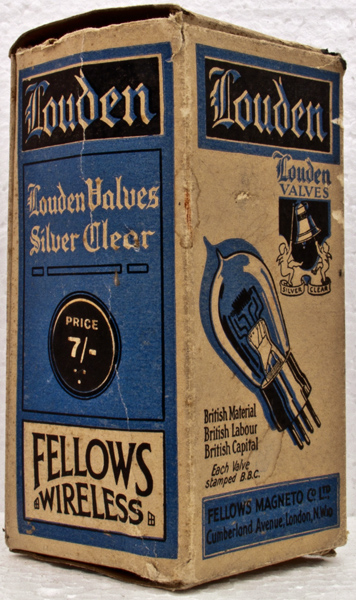 Louden
Louden Valves
Silver Clear
PRICE
7/-
FELLOWS
WIRELESS
Louden
Louden
VALVES
SILVER CLEAR
British Material
British Labour
British Capital
Each Valve
stamped B.B.C.
FELLOWS MAGNETO Co LTD
Cumberland Avenue, London, N.W.10